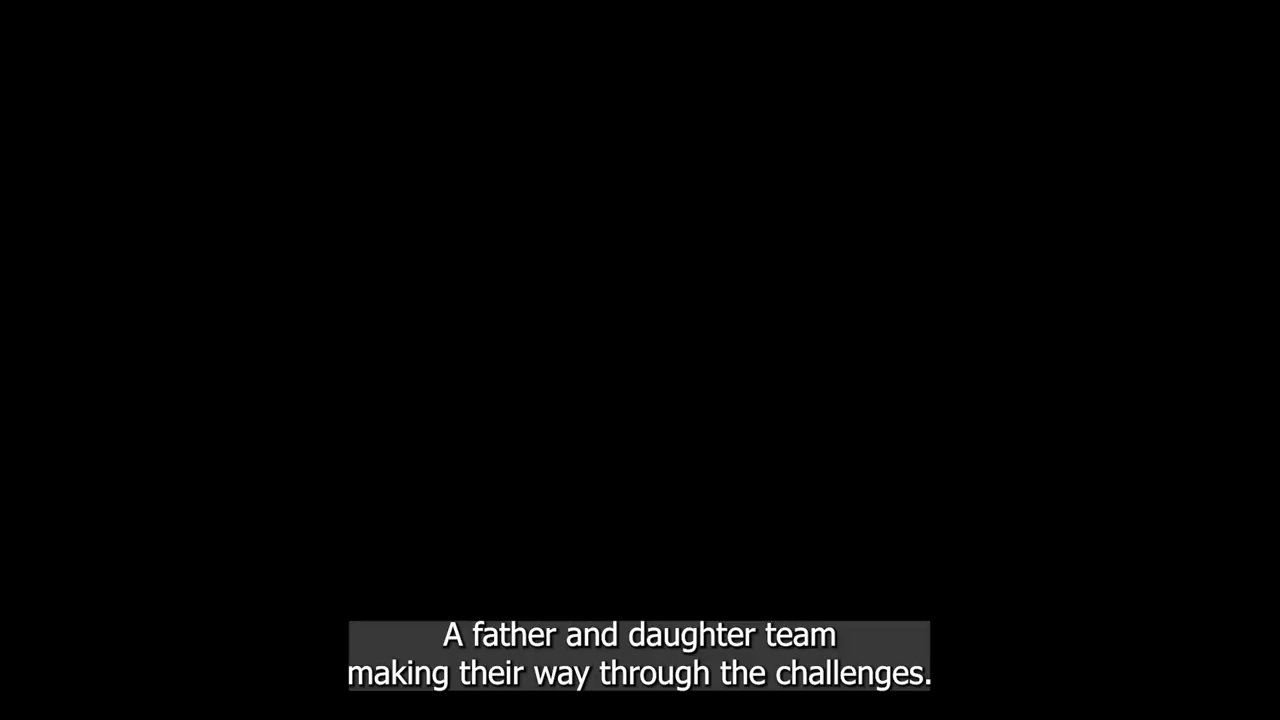 A father and daughter team
making their way through the challenges.